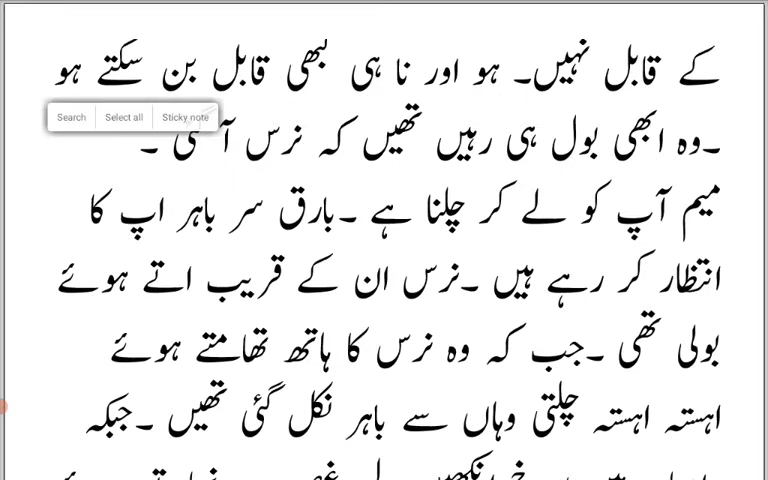 کے قابل نہیں۔ ہو اور نا ہی لبھی قابل بن سکتے ہو
Search Select all Sticky note
۔وہ ابھی بول ہی رہیں تھیں کہ نرس آ ۔
میم آپ کو لے کر چلنا ہے ۔بارق سر باہر اپ کا
انتظار کر رہے ہیں ۔نرس ان کے قریب اتے ہوئے
بولی تھی ۔جب کہ وہ نرس کا ہاتھ تھامتے ہوئے
اہستہ اہستہ چلتی وہاں سے باہر نکل گئی تھیں ۔جبکہ